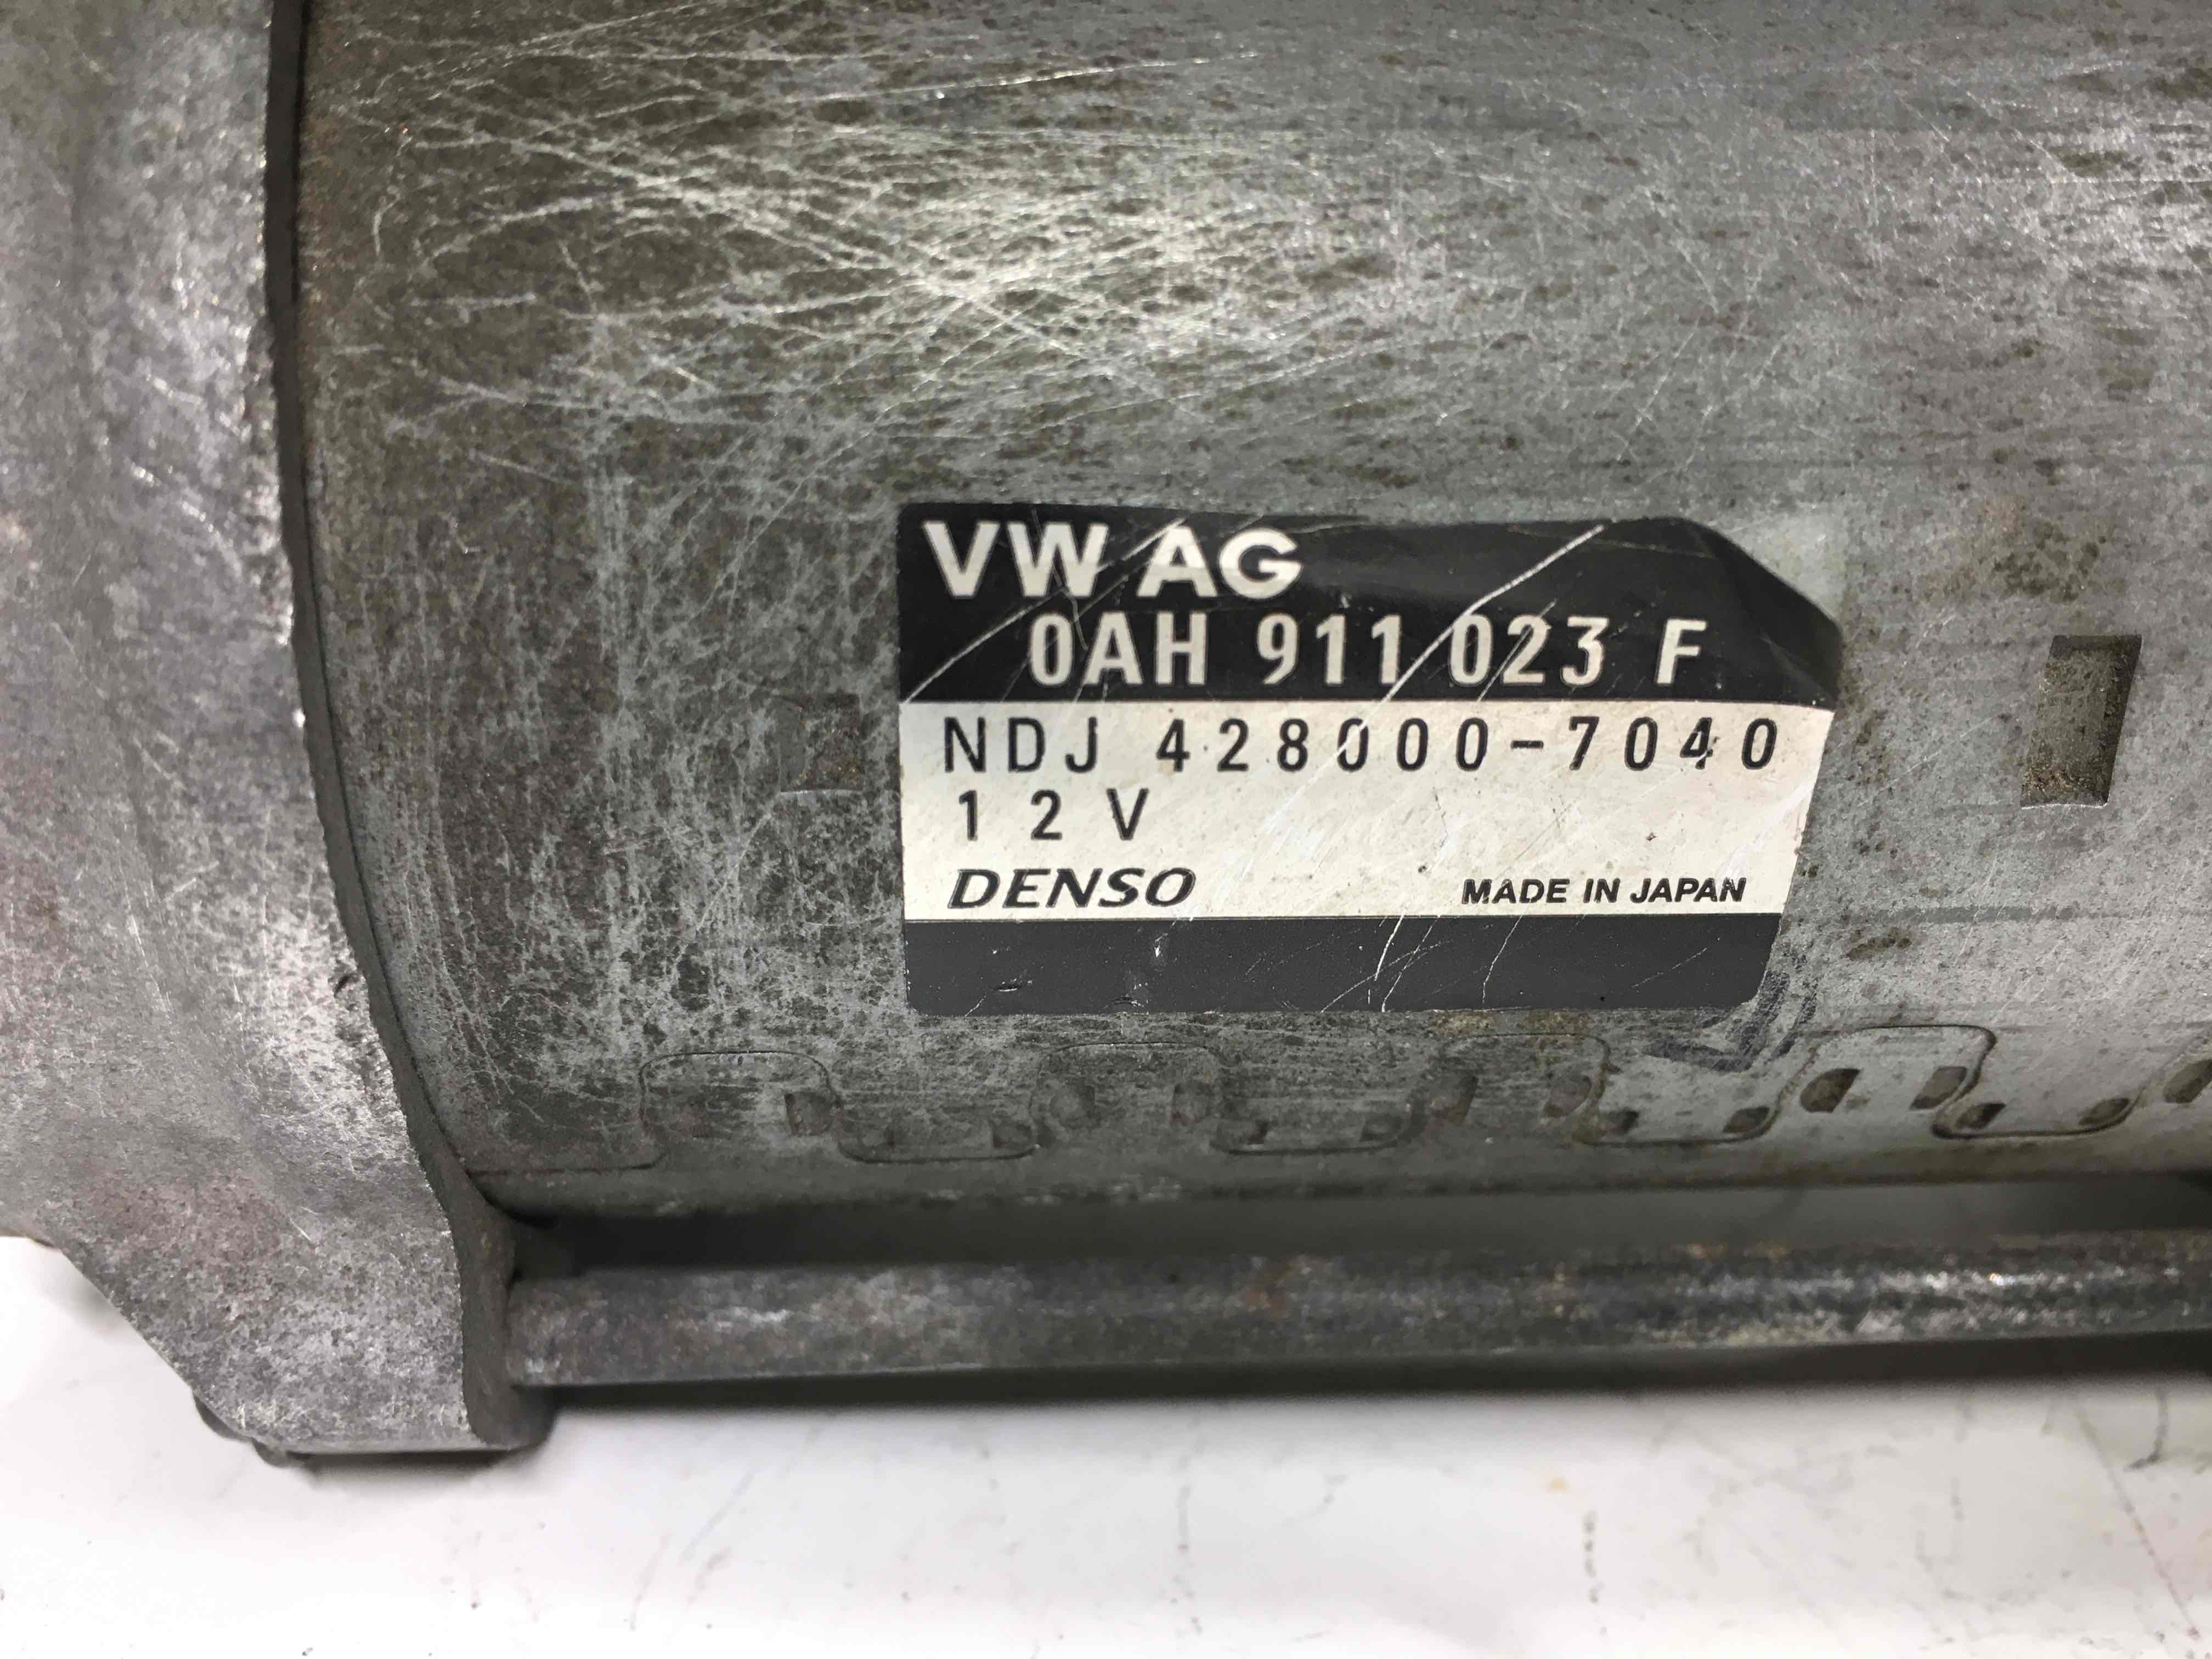 VW AG
0AH 911 023 F
NDJ 428000-7040
12V
DENSO
MADE IN JAPAN